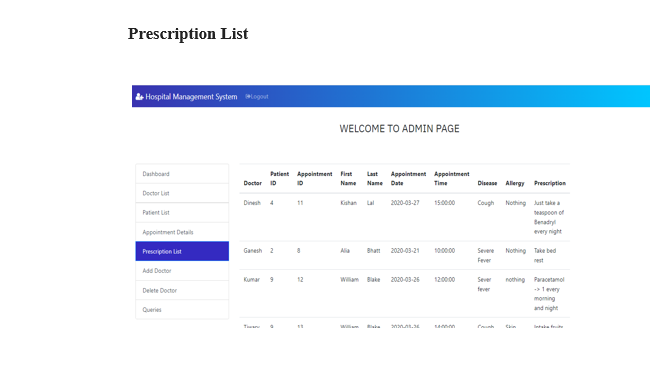 Prescription List
Hospital Management System Logout
WELCOME TO ADMIN PAGE
Dashboard
Doctor List
Patient List
Appointment Details
Prescription List
Add Doctor
Delete Doctor
Queries
Doctor Patient ID Appointment ID First Name Last Name Appointment Date Appointment Time Disease Allergy Prescription
Dinesh 4 11 Kishan Lal 2020-03-27 15:00:00 Cough Nothing Just take a
teaspoon of
Benadryl
every night
Ganesh 2 8 Alia Bhatt 2020-03-21 10:00:00 Severe Fever Nothing Take bed
rest
Kumar 9 12 William Blake 2020-03-26 12:00:00 Sever fever nothing Paracetamol
-> 1 every
morning
and night
Tiwary 9 13 William Blake 2020-03-26 14:00:00 Cough Skin Intake fruits